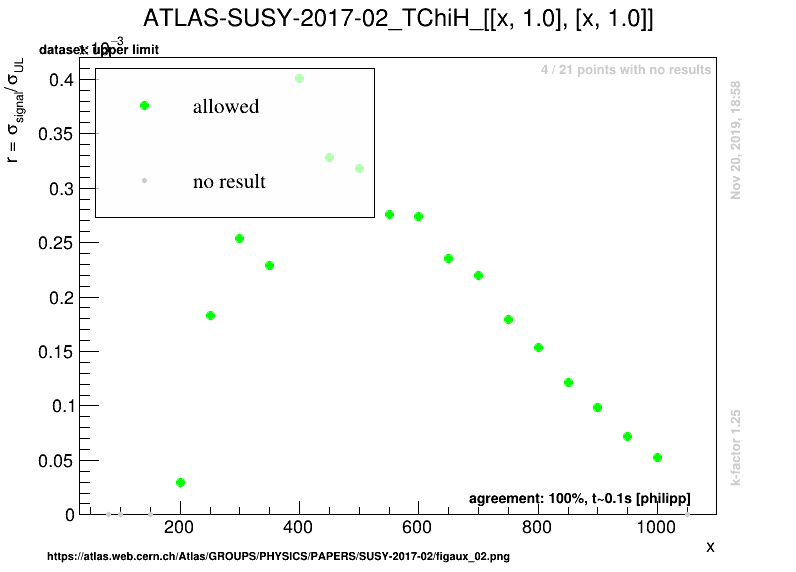 ATLAS-SUSY-2017-02_TChiH_[[x, 1.0], [x, 1.0]]
dataset: upper limit
×10−3
4 / 21 points with no results
r = σsignal/σUL
0.4
0.35
0.3
0.25
0.2
0.15
0.1
0.05
0
allowed
no result
Nov 20, 2019, 18:58
k-factor 1.25
agreement: 100%, t~0.1s [philipp]
200 400 600 800 1000
x
https://atlas.web.cern.ch/Atlas/GROUPS/PHYSICS/PAPERS/SUSY-2017-02/figaux_02.png